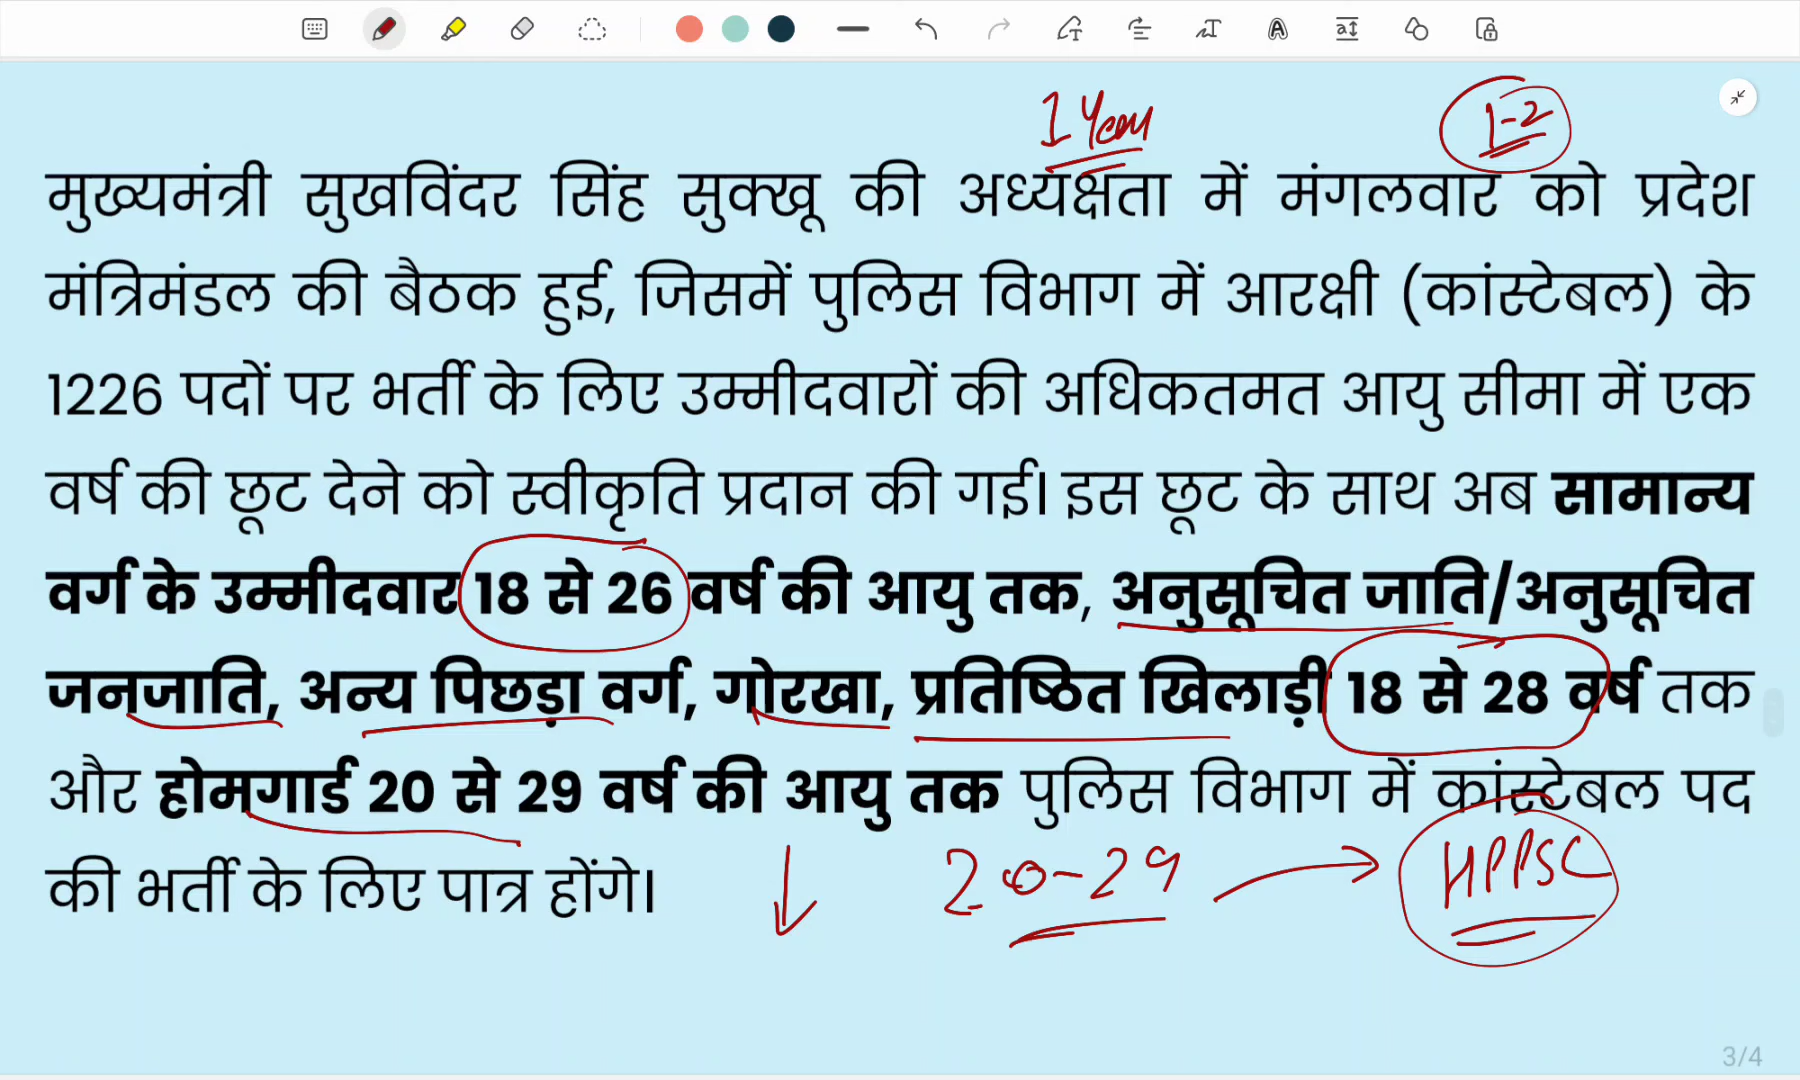 1 Year
1-2
मुख्यमंत्री सुखविंदर सिंह सुक्खू की अध्यक्षता में मंगलवार को प्रदेश
मंत्रिमंडल की बैठक हुई, जिसमें पुलिस विभाग में आरक्षी (कांस्टेबल) के
1226 पदों पर भर्ती के लिए उम्मीदवारों की अधिकतमत आयु सीमा में एक
वर्ष की छूट देने को स्वीकृति प्रदान की गई। इस छूट के साथ अब सामान्य
वर्ग के उम्मीदवार 18 से 26 वर्ष की आयु तक, अनुसूचित जाति/अनुसूचित
जनजाति, अन्य पिछड़ा वर्ग, गोरखा, प्रतिष्ठित खिलाड़ी 18 से 28 वर्ष तक
और होमगार्ड 20 से 29 वर्ष की आयु तक पुलिस विभाग में कांस्टेबल पद
की भर्ती के लिए पात्र होंगे।
20-29 → HPPSC
3/4